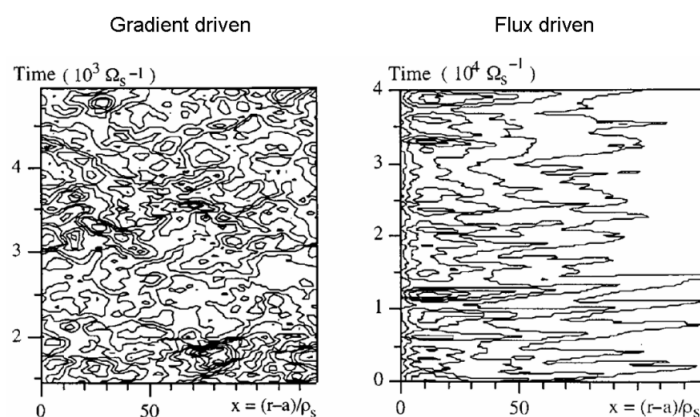 Gradient driven
Flux driven
Time ( 10³ Ωₛ⁻¹)
Time ( 10⁴ Ωₛ⁻¹)
4
3
2
0
50
x = (r–a)/ρₛ
4
3
2
1
0
0
50
x = (r–a)/ρₛ